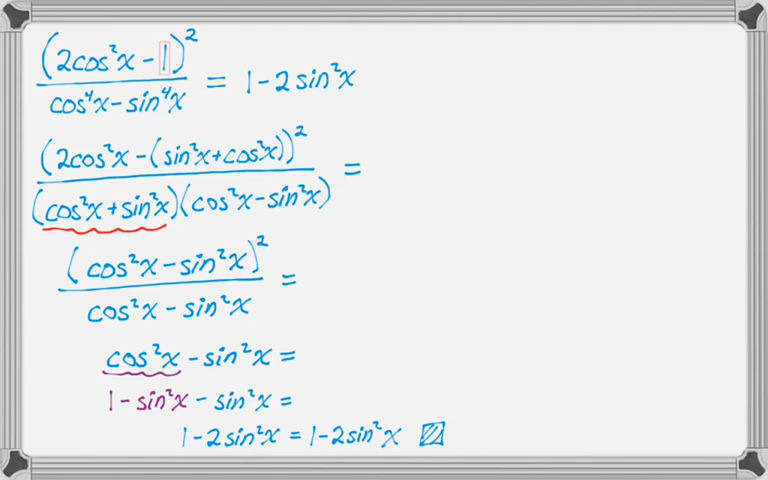 (2cos²x - 1)² / (cos⁴x - sin⁴x) = 1 - 2sin²x
(2cos²x - (sin²x + cos²x))² / ((cos²x + sin²x)(cos²x - sin²x)) =
(cos²x - sin²x)² / (cos²x - sin²x) =
cos²x - sin²x =
1 - sin²x - sin²x =
1 - 2sin²x = 1 - 2sin²x